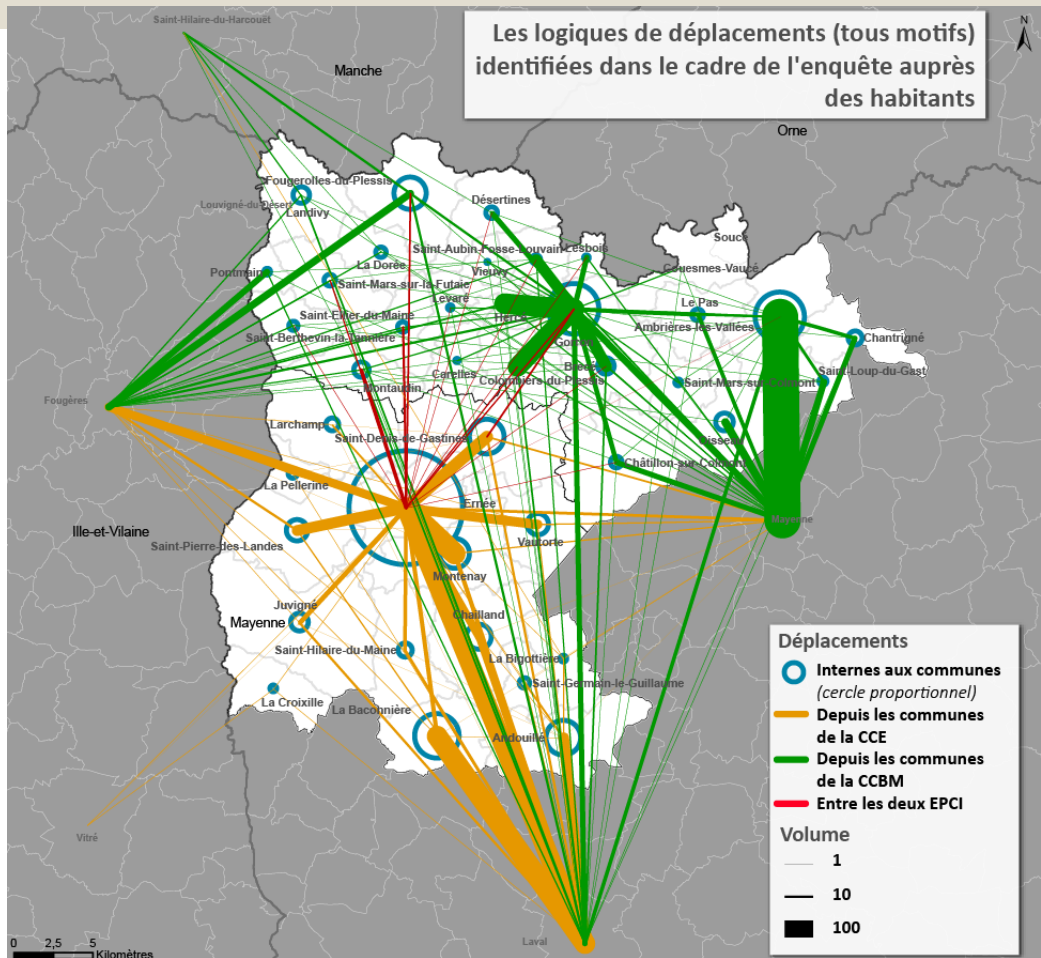 Saint-Hilaire-du-Harcouët
Les logiques de déplacements (tous motifs)
identifiées dans le cadre de l'enquête auprès
des habitants
N
Manche
Orne
Fougerolles-du-Plessis
Louvigné-du-Désert
Landivy
Désertines
Soucé
Saint-Aubin-Fosse-Louvain
Lesbois
La Dorée
Vieuvy
Couesmes-Vaucé
Pontmain
Saint-Mars-sur-la-Futaie
Levaré
Hercé
Le Pas
Saint-Ellier-du-Maine
Ambrières-les-Vallées
Saint-Berthevin-la-Tannière
Gorron
Chantrigné
Carelles
Brecé
Saint-Loup-du-Gast
Montaudin
Colombiers-du-Plessis
Saint-Mars-sur-Colmont
Fougères
Larchamp
Saint-Denis-de-Gastines
Oisseau
Châtillon-sur-Colmont
La Pellerine
Ernée
Ille-et-Vilaine
Saint-Pierre-des-Landes
Vautorte
Mayenne
Montenay
Juvigné
Mayenne
Chailland
Saint-Hilaire-du-Maine
La Bigottière
Saint-Germain-le-Guillaume
La Croixille
La Baconnière
Andouillé
Vitré
Laval
Déplacements
Internes aux communes
(cercle proportionnel)
Depuis les communes
de la CCE
Depuis les communes
de la CCBM
Entre les deux EPCI
Volume
1
10
100
0 2,5 5
Kilomètres